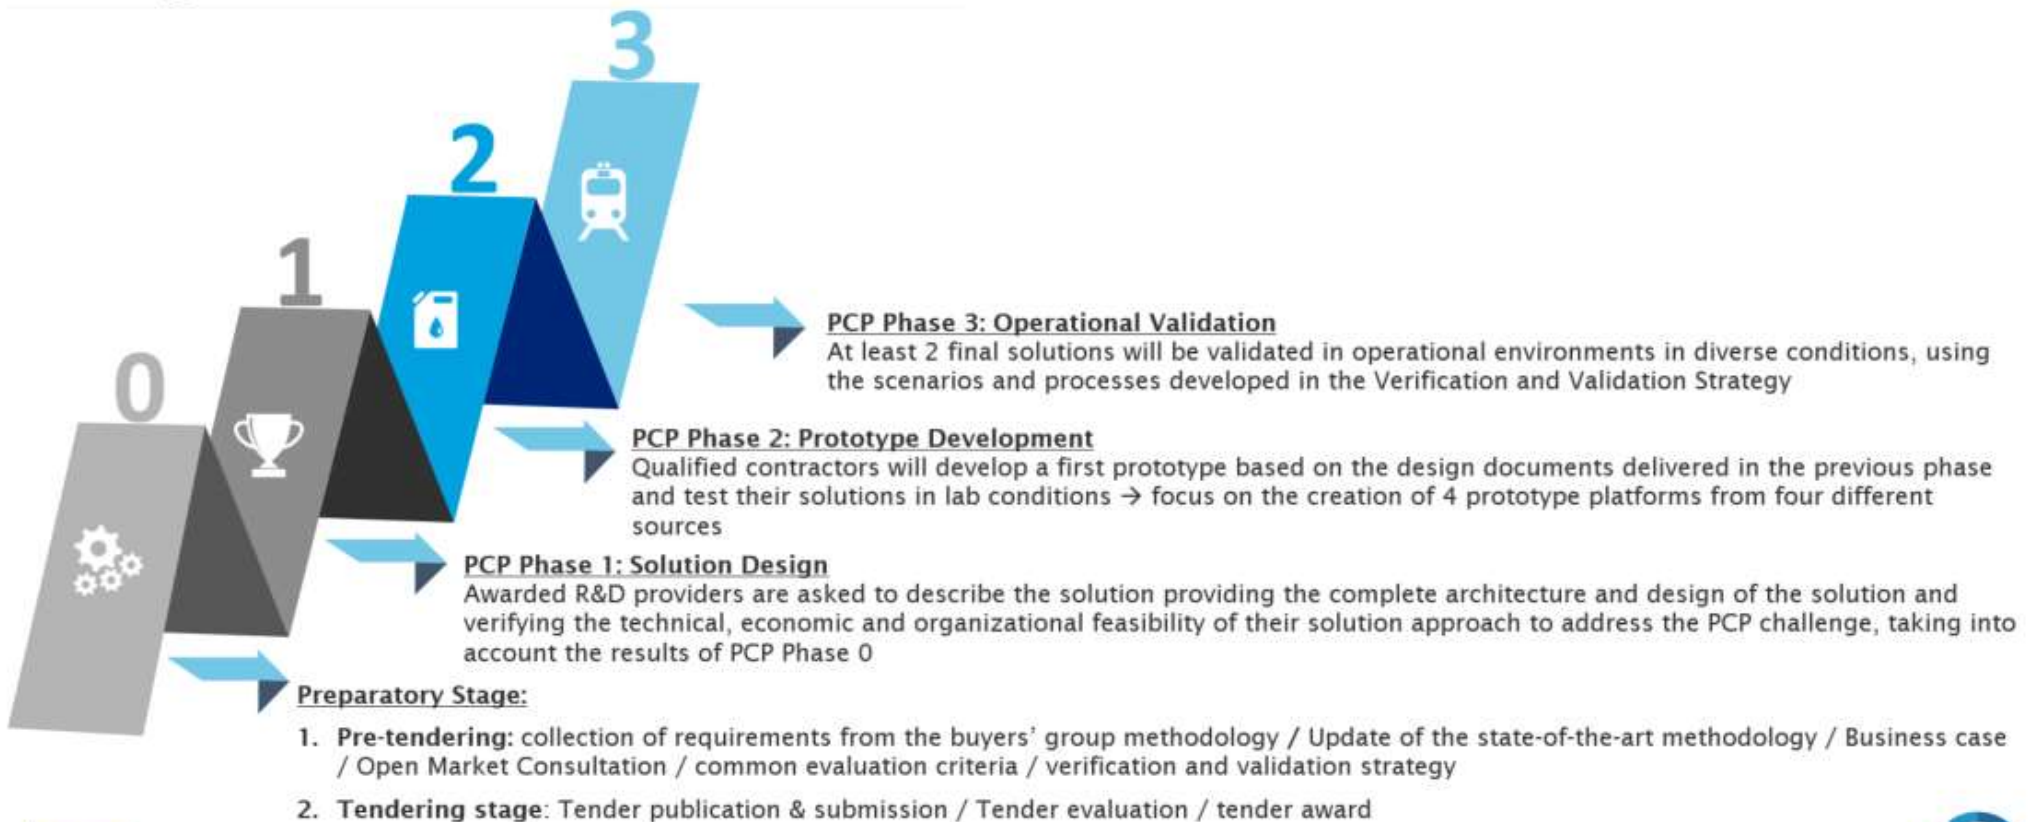 3
2
1
0
PCP Phase 3: Operational Validation
At least 2 final solutions will be validated in operational environments in diverse conditions, using
the scenarios and processes developed in the Verification and Validation Strategy
PCP Phase 2: Prototype Development
Qualified contractors will develop a first prototype based on the design documents delivered in the previous phase
and test their solutions in lab conditions → focus on the creation of 4 prototype platforms from four different
sources
PCP Phase 1: Solution Design
Awarded R&D providers are asked to describe the solution providing the complete architecture and design of the solution and
verifying the technical, economic and organizational feasibility of their solution approach to address the PCP challenge, taking into
account the results of PCP Phase 0
Preparatory Stage:
1. Pre-tendering: collection of requirements from the buyers' group methodology / Update of the state-of-the-art methodology / Business case
/ Open Market Consultation / common evaluation criteria / verification and validation strategy
2. Tendering stage: Tender publication & submission / Tender evaluation / tender award